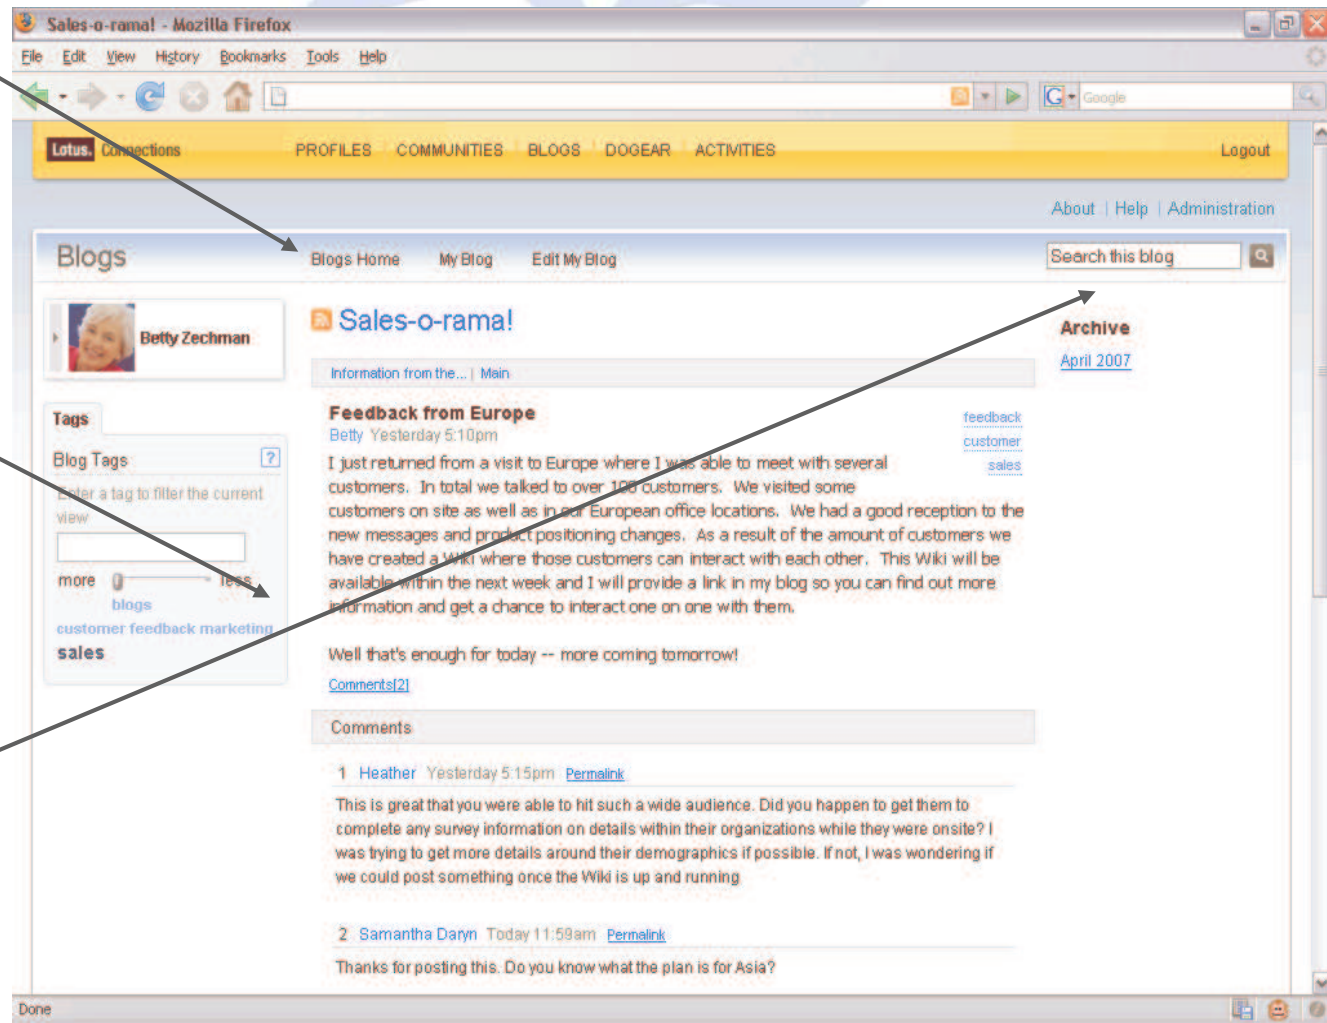 Sales-o-rama! - Mozilla Firefox
File Edit View History Bookmarks Tools Help
Google
Lotus. Connections PROFILES COMMUNITIES BLOGS DOGEAR ACTIVITIES Logout
About | Help | Administration
Blogs Blogs Home My Blog Edit My Blog Search this blog
Betty Zechman
Tags
Blog Tags ?
Enter a tag to filter the current
view
more less
blogs
customer feedback marketing
sales
Sales-o-rama!
Information from the... | Main
Feedback from Europe
Betty Yesterday 5:10pm
feedback
customer
sales
I just returned from a visit to Europe where I was able to meet with several
customers. In total we talked to over 100 customers. We visited some
customers on site as well as in our European office locations. We had a good reception to the
new messages and product positioning changes. As a result of the amount of customers we
have created a Wiki where those customers can interact with each other. This Wiki will be
available within the next week and I will provide a link in my blog so you can find out more
information and get a chance to interact one on one with them.
Well that's enough for today -- more coming tomorrow!
Comments[2]
Comments
1 Heather Yesterday 5:15pm Permalink
This is great that you were able to hit such a wide audience. Did you happen to get them to
complete any survey information on details within their organizations while they were onsite? I
was trying to get more details around their demographics if possible. If not, I was wondering if
we could post something once the Wiki is up and running
2 Samantha Daryn Today 11:59am Permalink
Thanks for posting this. Do you know what the plan is for Asia?
Archive
April 2007
Done